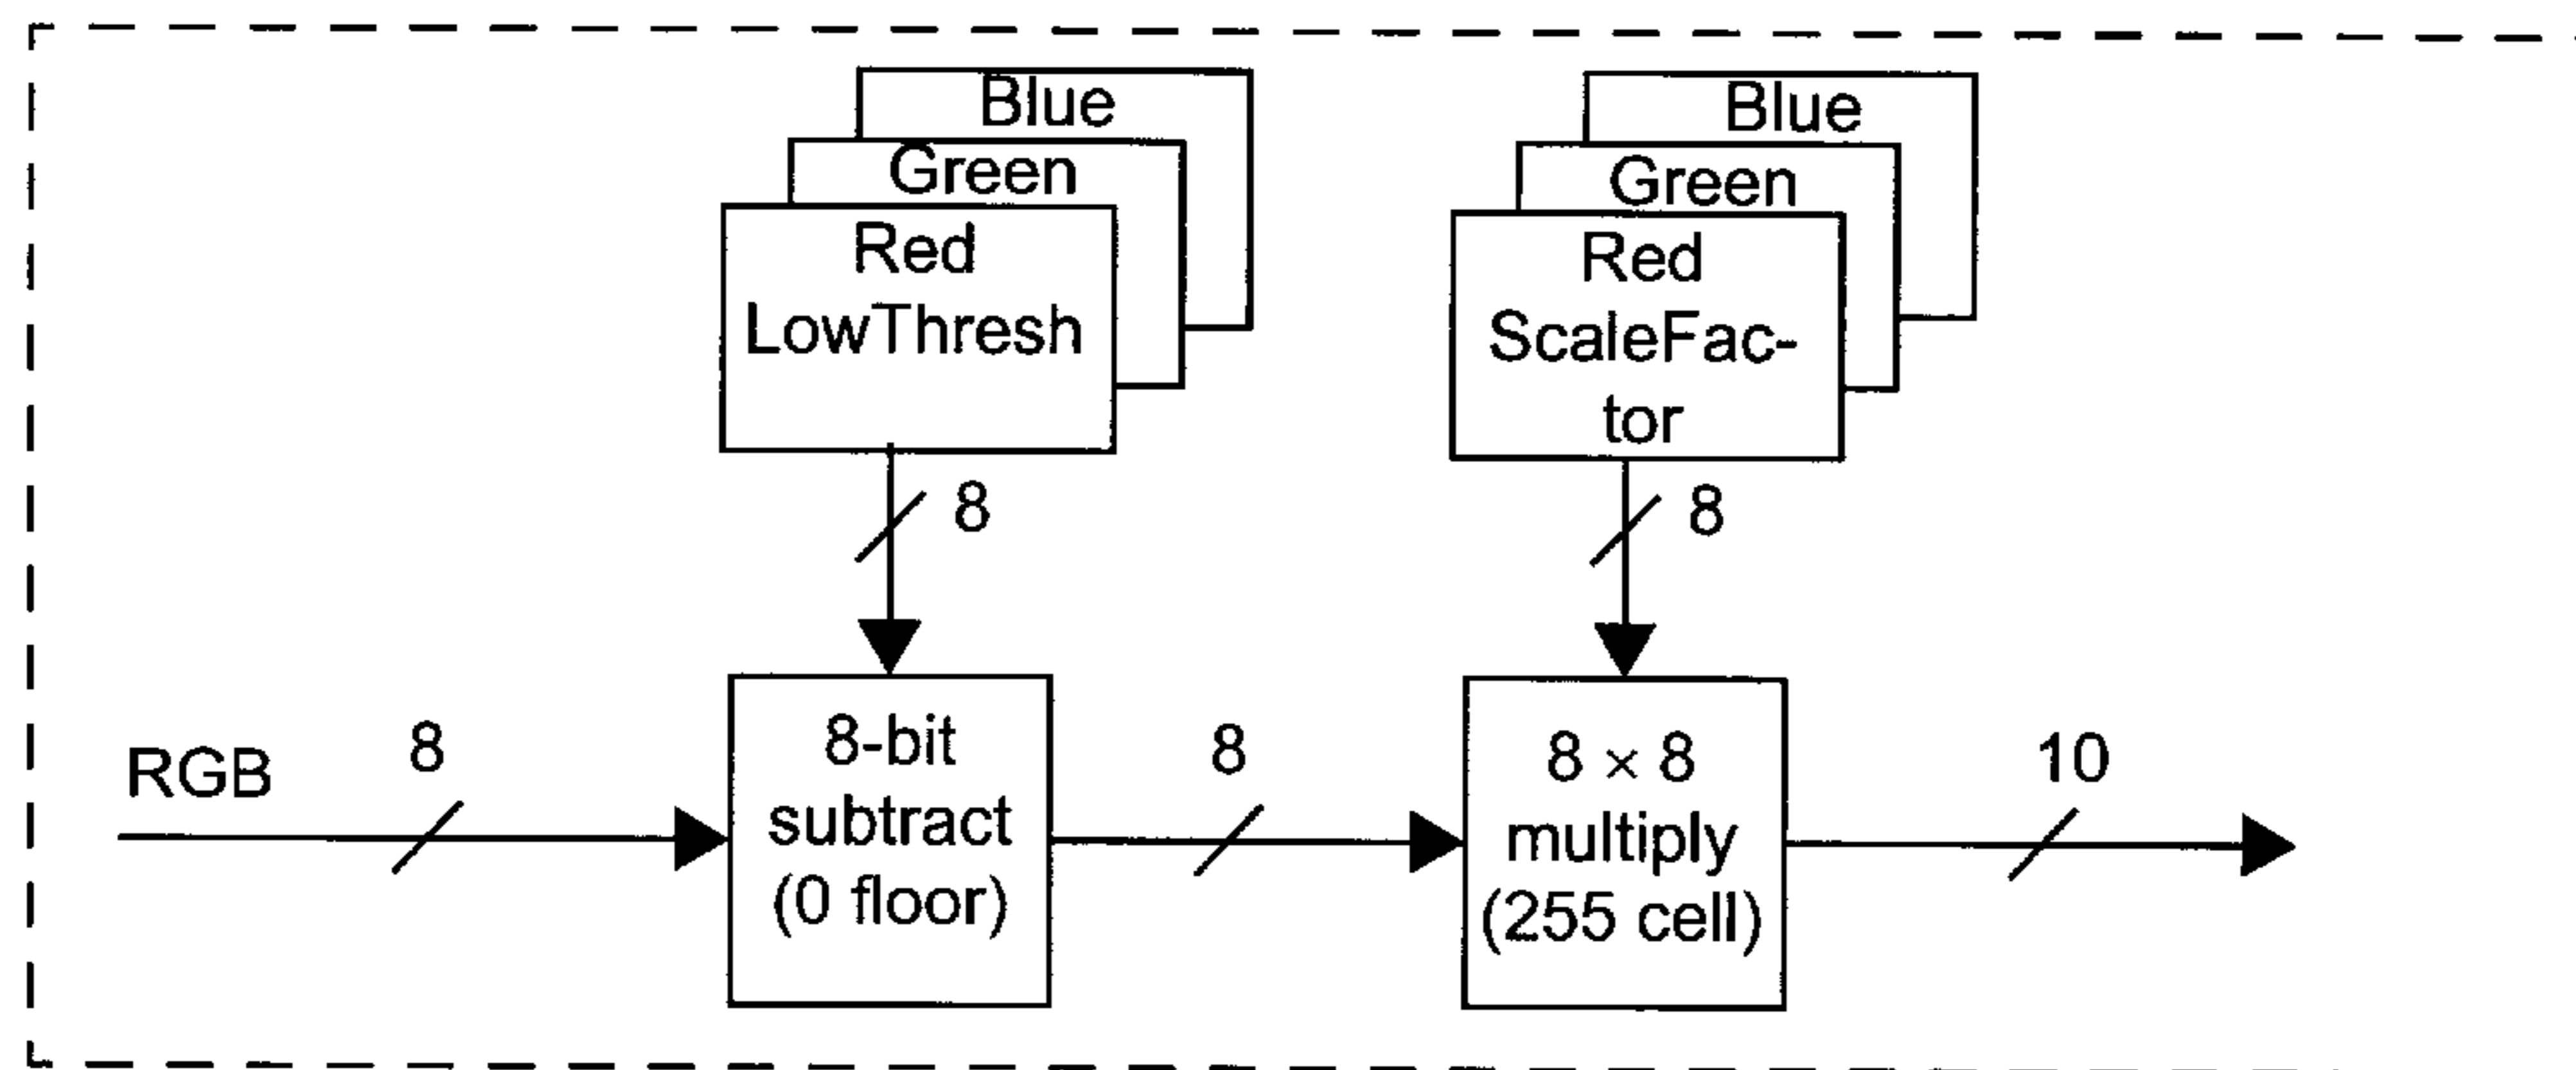 Blue
Green
Red
LowThresh
8
Blue
Green
Red
ScaleFac-
tor
8
RGB
8
8-bit
subtract
(0 floor)
8
8 × 8
multiply
(255 cell)
10